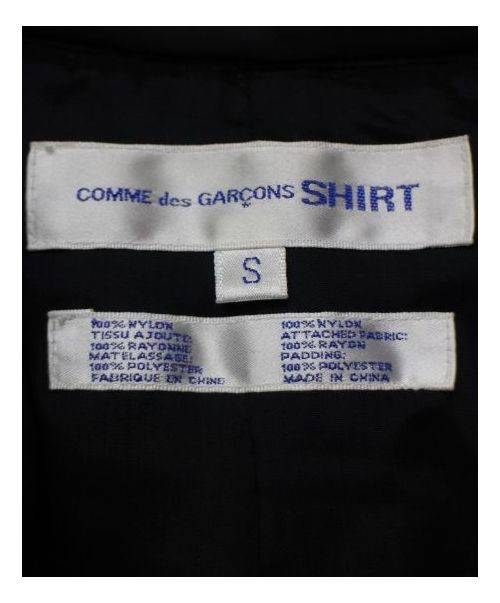 COMME des GARÇONS SHIRT
S
100% NYLON
TISSU AJOUTE:
100% RAYONNE
MATELASSAGE:
100% POLYESTER
FABRIQUE EN CHINE
100% NYLON
ATTACHED FABRIC:
100% RAYON
PADDING:
100% POLYESTER
MADE IN CHINA